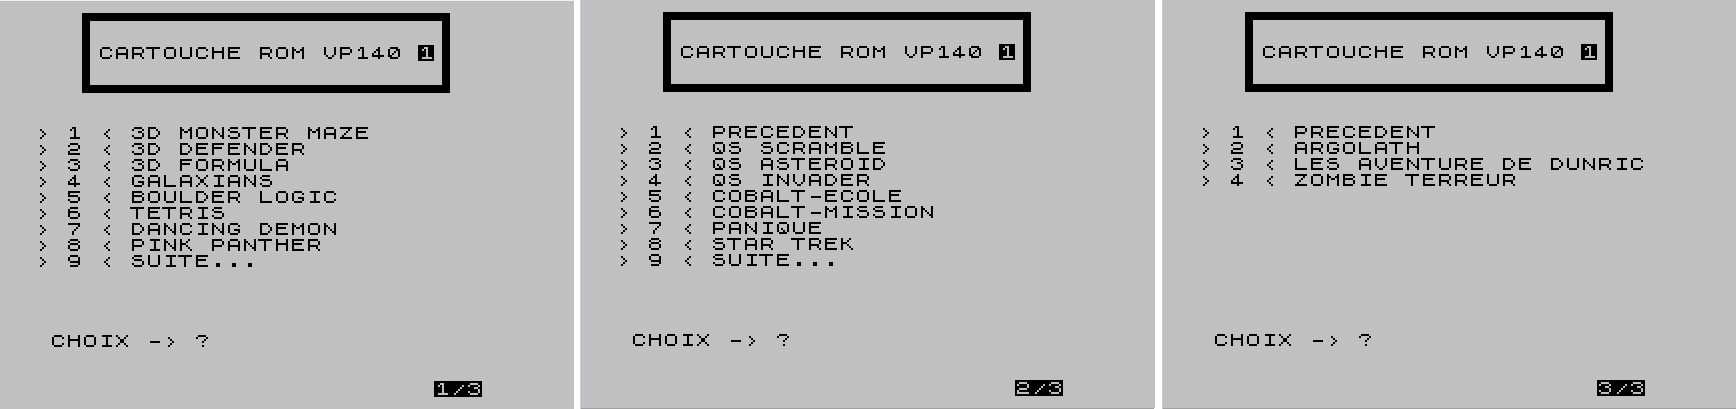 CARTOUCHE ROM VP140 1
> 1 < 3D MONSTER MAZE
> 2 < 3D DEFENDER
> 3 < 3D FORMULA
> 4 < GALAXIANS
> 5 < BOULDER LOGIC
> 6 < TETRIS
> 7 < DANCING DEMON
> 8 < PINK PANTHER
> 9 < SUITE...
CHOIX -> ?
1/3
CARTOUCHE ROM VP140 1
> 1 < PRECEDENT
> 2 < QS SCRAMBLE
> 3 < QS ASTEROID
> 4 < QS INVADER
> 5 < COBALT-ECOLE
> 6 < COBALT-MISSION
> 7 < PANIQUE
> 8 < STAR TREK
> 9 < SUITE...
CHOIX -> ?
2/3
CARTOUCHE ROM VP140 1
> 1 < PRECEDENT
> 2 < ARGOLATH
> 3 < LES AVENTURE DE DUNRIC
> 4 < ZOMBIE TERREUR
CHOIX -> ?
3/3